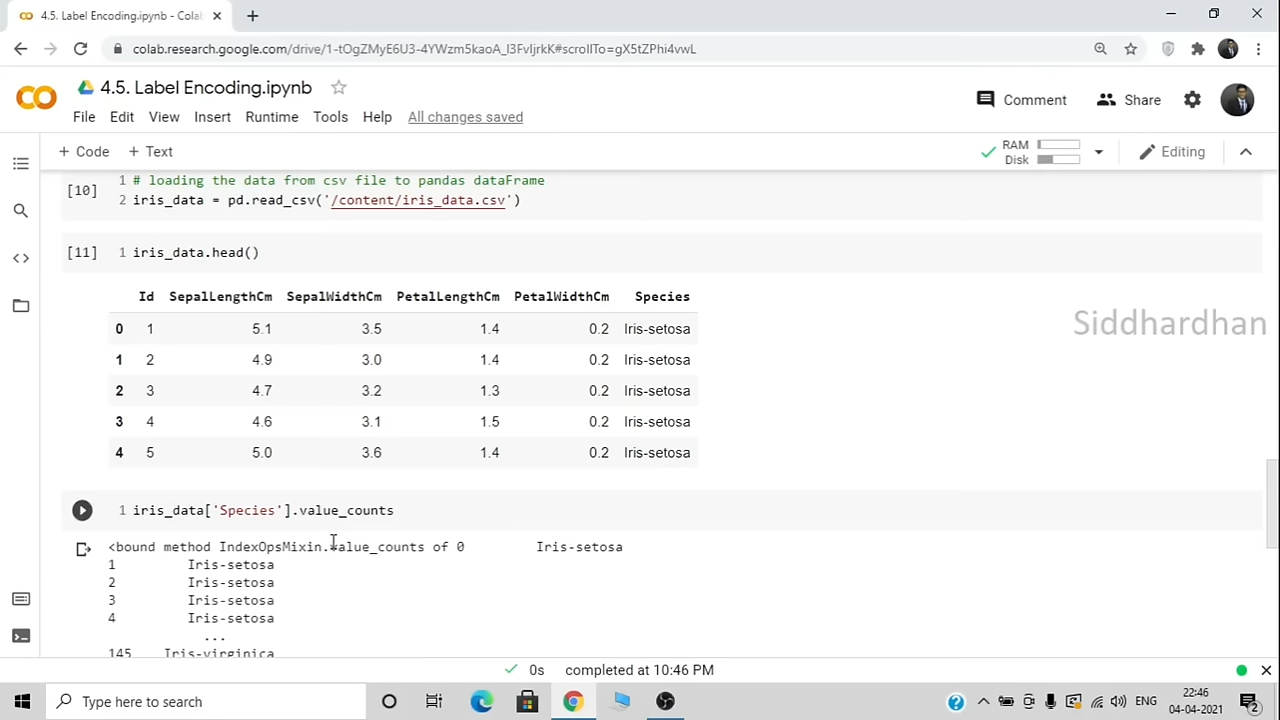 4.5. Label Encoding.ipynb - Cola
colab.research.google.com/drive/1-tOgZMyE6U3-4YWzm5kaoA_l3FvIjrkK#scrollTo=gX5tZPhi4vwL
4.5. Label Encoding.ipynb
Comment
Share
File Edit View Insert Runtime Tools Help All changes saved
+ Code + Text
RAM
Disk
Editing
[10] 1 # loading the data from csv file to pandas dataFrame
2 iris_data = pd.read_csv('/content/iris_data.csv')
[11] 1 iris_data.head()
Id SepalLengthCm SepalWidthCm PetalLengthCm PetalWidthCm Species
0 1 5.1 3.5 1.4 0.2 Iris-setosa
1 2 4.9 3.0 1.4 0.2 Iris-setosa
2 3 4.7 3.2 1.3 0.2 Iris-setosa
3 4 4.6 3.1 1.5 0.2 Iris-setosa
4 5 5.0 3.6 1.4 0.2 Iris-setosa
Siddhardhan
1 iris_data['Species'].value_counts
<bound method IndexOpsMixin.value_counts of 0 Iris-setosa
1 Iris-setosa
2 Iris-setosa
3 Iris-setosa
4 Iris-setosa
...
145 Iris-virginica
0s completed at 10:46 PM
Type here to search
ENG
22:46
04-04-2021
2